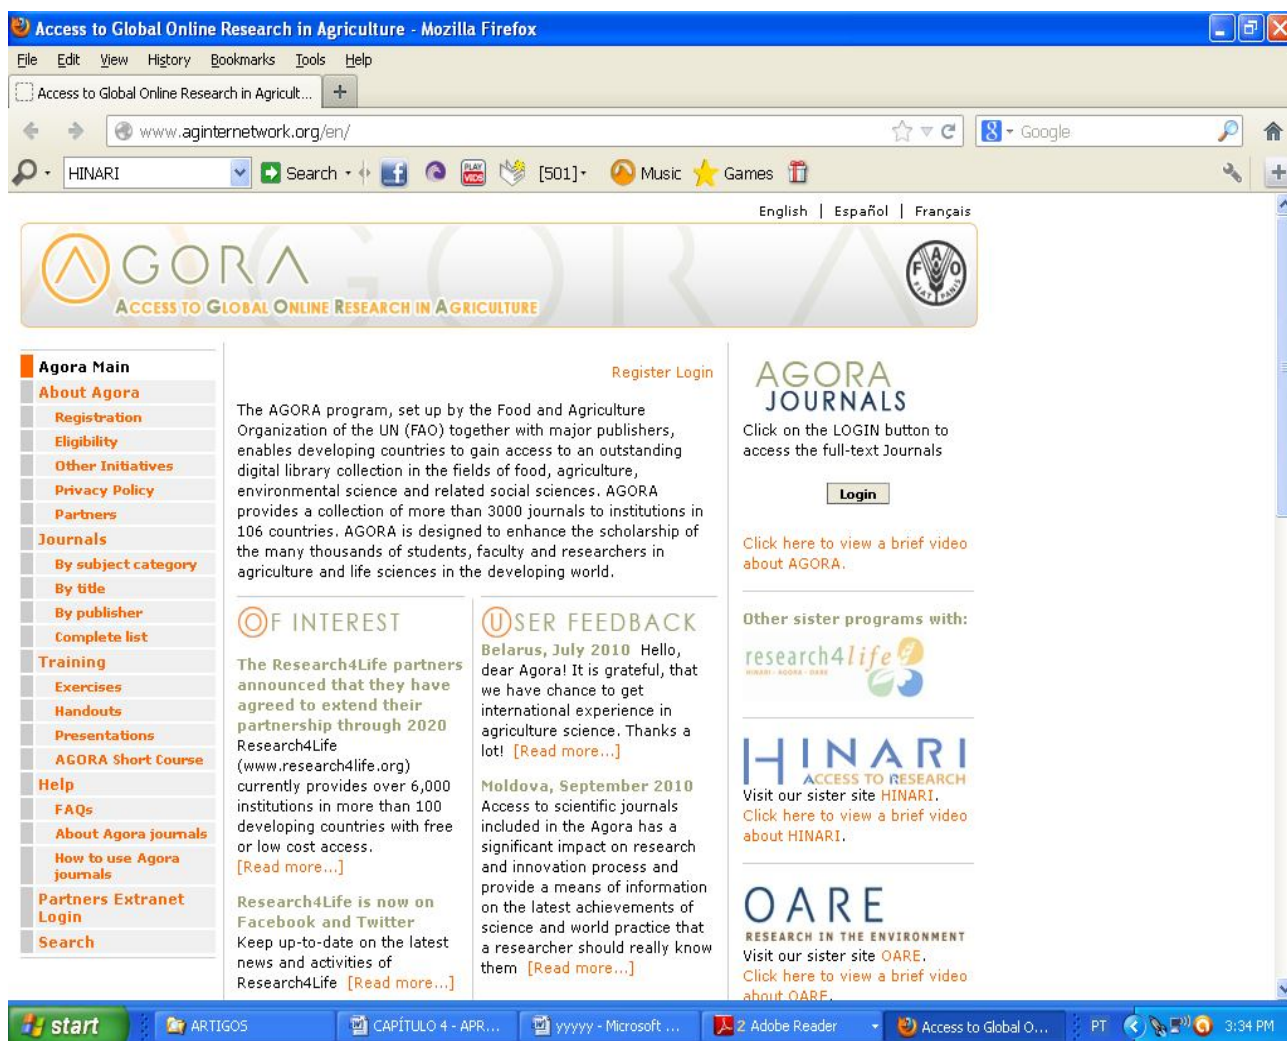 Access to Global Online Research in Agriculture - Mozilla Firefox
File Edit View History Bookmarks Tools Help
Access to Global Online Research in Agricult...
www.aginternetwork.org/en/
Google
HINARI
Search
[501]
Music
Games
English | Español | Français
AGORA
ACCESS TO GLOBAL ONLINE RESEARCH IN AGRICULTURE
FAO
FIAT PANIS
Agora Main
About Agora
Registration
Eligibility
Other Initiatives
Privacy Policy
Partners
Journals
By subject category
By title
By publisher
Complete list
Training
Exercises
Handouts
Presentations
AGORA Short Course
Help
FAQs
About Agora journals
How to use Agora
journals
Partners Extranet
Login
Search
Register Login
The AGORA program, set up by the Food and Agriculture
Organization of the UN (FAO) together with major publishers,
enables developing countries to gain access to an outstanding
digital library collection in the fields of food, agriculture,
environmental science and related social sciences. AGORA
provides a collection of more than 3000 journals to institutions in
106 countries. AGORA is designed to enhance the scholarship of
the many thousands of students, faculty and researchers in
agriculture and life sciences in the developing world.
OF INTEREST
The Research4Life partners
announced that they have
agreed to extend their
partnership through 2020
Research4Life
(www.research4life.org)
currently provides over 6,000
institutions in more than 100
developing countries with free
or low cost access.
[Read more...]
Research4Life is now on
Facebook and Twitter
Keep up-to-date on the latest
news and activities of
Research4Life [Read more...]
USER FEEDBACK
Belarus, July 2010 Hello,
dear Agora! It is grateful, that
we have chance to get
international experience in
agriculture science. Thanks a
lot! [Read more...]
Moldova, September 2010
Access to scientific journals
included in the Agora has a
significant impact on research
and innovation process and
provide a means of information
on the latest achievements of
science and world practice that
a researcher should really know
them [Read more...]
AGORA
JOURNALS
Click on the LOGIN button to
access the full-text Journals
Login
Click here to view a brief video
about AGORA.
Other sister programs with:
research4life
HINARI - AGORA - OARE
HINARI
ACCESS TO RESEARCH
Visit our sister site HINARI.
Click here to view a brief video
about HINARI.
OARE
RESEARCH IN THE ENVIRONMENT
Visit our sister site OARE.
Click here to view a brief video
about OARE.
start
ARTIGOS
CAPÍTULO 4 - APR...
yyyyy - Microsoft ...
2 Adobe Reader
Access to Global O...
PT
3:34 PM